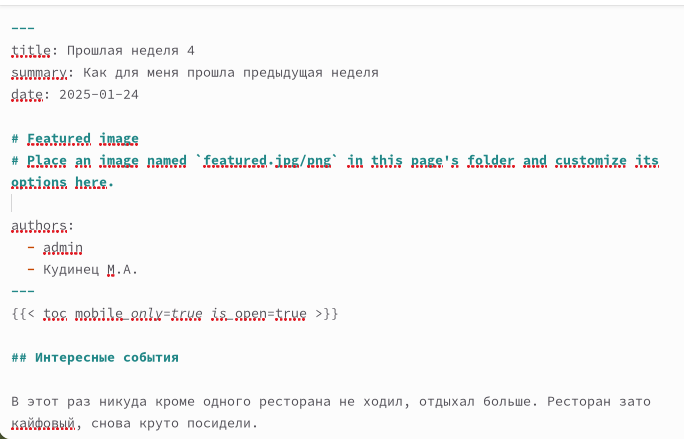 ---
title: Прошлая неделя 4
summary: Как для меня прошла предыдущая неделя
date: 2025-01-24
# Featured image
# Place an image named `featured.jpg/png` in this page's folder and customize its
options here.
authors:
  - admin
  - Кудинец М.А.
---
{{< toc mobile_only=true is_open=true >}}
## Интересные события
В этот раз никуда кроме одного ресторана не ходил, отдыхал больше. Ресторан зато
кайфовый, снова круто посидели.